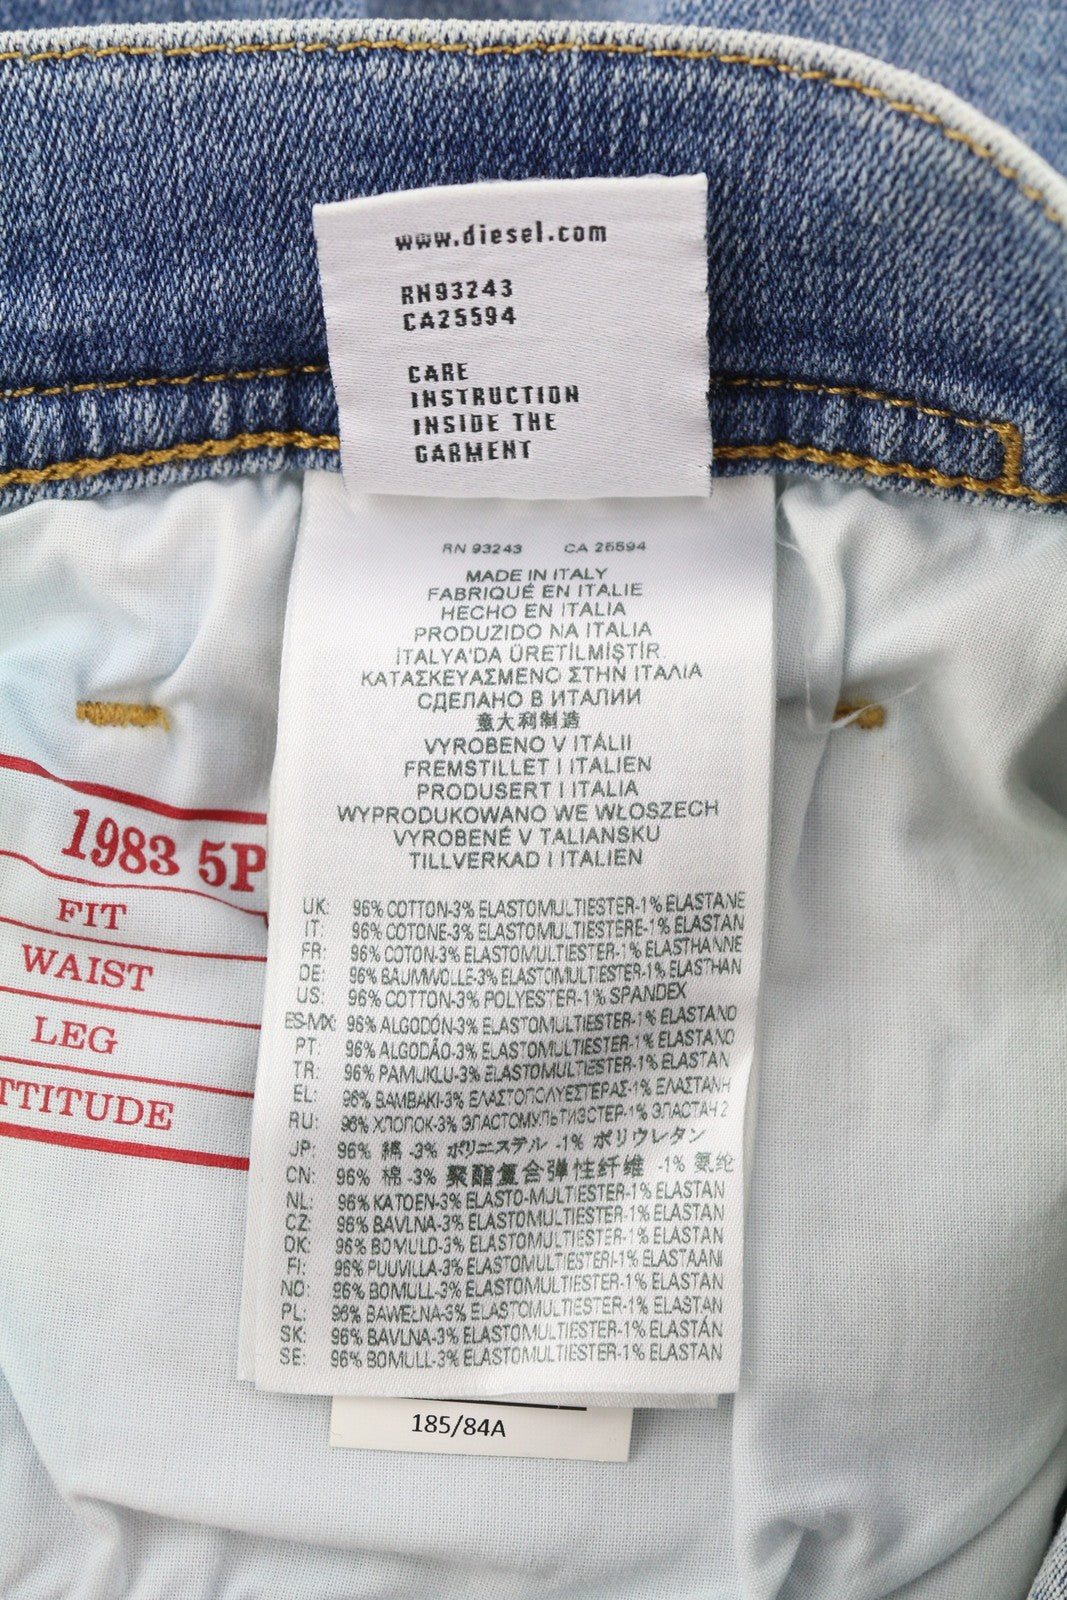 www.diesel.com
RN93243
CA25594
CARE
INSTRUCTION
INSIDE THE
GARMENT
RN 93243 CA 25594
MADE IN ITALY
FABRIQUÉ EN ITALIE
HECHO EN ITALIA
PRODUZIDO NA ITALIA
İTALYA'DA ÜRETİLMİŞTİR.
ΚΑΤΑΣΚΕΥΑΣΜΕΝΟ ΣΤΗΝ ΙΤΑΛΙΑ
СДЕЛАНО В ИТАЛИИ
意大利制造
VYROBENO V ITÁLII
FREMSTILLET I ITALIEN
PRODUSERT I ITALIA
WYPRODUKOWANO WE WŁOSZECH
VYROBENÉ V TALIANSKU
TILLVERKAD I ITALIEN
UK: 96% COTTON-3% ELASTOMULTIESTER-1% ELASTANE
IT: 96% COTONE-3% ELASTOMULTIESTERE-1% ELASTAN
FR: 96% COTON-3% ELASTOMULTIESTER-1% ELASTHANNE
DE: 96% BAUMWOLLE-3% ELASTOMULTIESTER-1% ELASTHAN
US: 96% COTTON-3% POLYESTER-1% SPANDEX
ES-MX: 96% ALGODÓN-3% ELASTOMULTIESTER-1% ELASTANO
PT: 96% ALGODÃO-3% ELASTOMULTIESTER-1% ELASTANO
TR: 96% PAMUKLU-3% ELASTOMULTIESTER-1% ELASTAN
EL: 96% ΒΑΜΒΑΚΙ-3% ΕΛΑΣΤΟΠΟΛΥΕΣΤΕΡΑΣ-1% ΕΛΑΣΤΑΝΗ
RU: 96% ХЛОПОК-3% ЭЛАСТОМУЛЬТИЭСТЕР-1% ЭЛАСТАН 2
JP: 96% 綿 -3% ポリエステル -1% ポリウレタン
CN: 96% 棉 -3% 聚酯复合弹性纤维 -1% 氨纶
NL: 96% KATOEN-3% ELASTO-MULTIESTER-1% ELASTAN
CZ: 96% BAVLNA-3% ELASTOMULTIESTER-1% ELASTAN
DK: 96% BOMULD-3% ELASTOMULTIESTER-1% ELASTAN
FI: 96% PUUVILLA-3% ELASTOMULTIESTERI-1% ELASTAANI
NO: 96% BOMULL-3% ELASTOMULTIESTER-1% ELASTAN
PL: 96% BAWEŁNA-3% ELASTOMULTIESTER-1% ELASTAN
SK: 96% BAVLNA-3% ELASTOMULTIESTER-1% ELASTÁN
SE: 96% BOMULL-3% ELASTOMULTIESTER-1% ELASTAN
185/84A
1983 5P
FIT
WAIST
LEG
TTITUDE